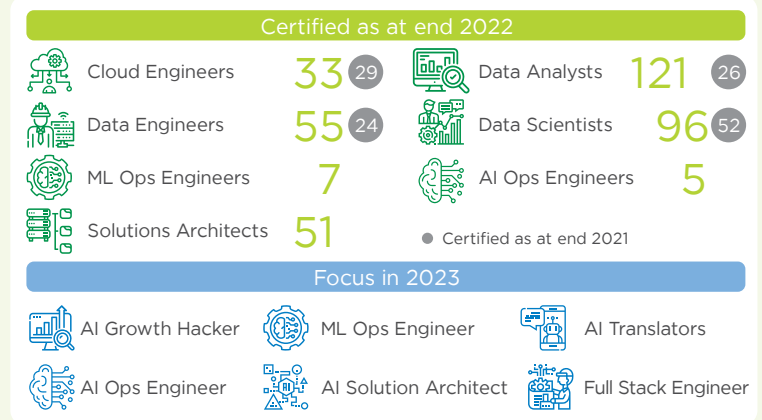 Certified as at end 2022
Cloud Engineers 33 29
Data Analysts 121 26
Data Engineers 55 24
Data Scientists 96 52
ML Ops Engineers 7
AI Ops Engineers 5
Solutions Architects 51
Certified as at end 2021
Focus in 2023
AI Growth Hacker
ML Ops Engineer
AI Translators
AI Ops Engineer
AI
AI Solution Architect
Full Stack Engineer